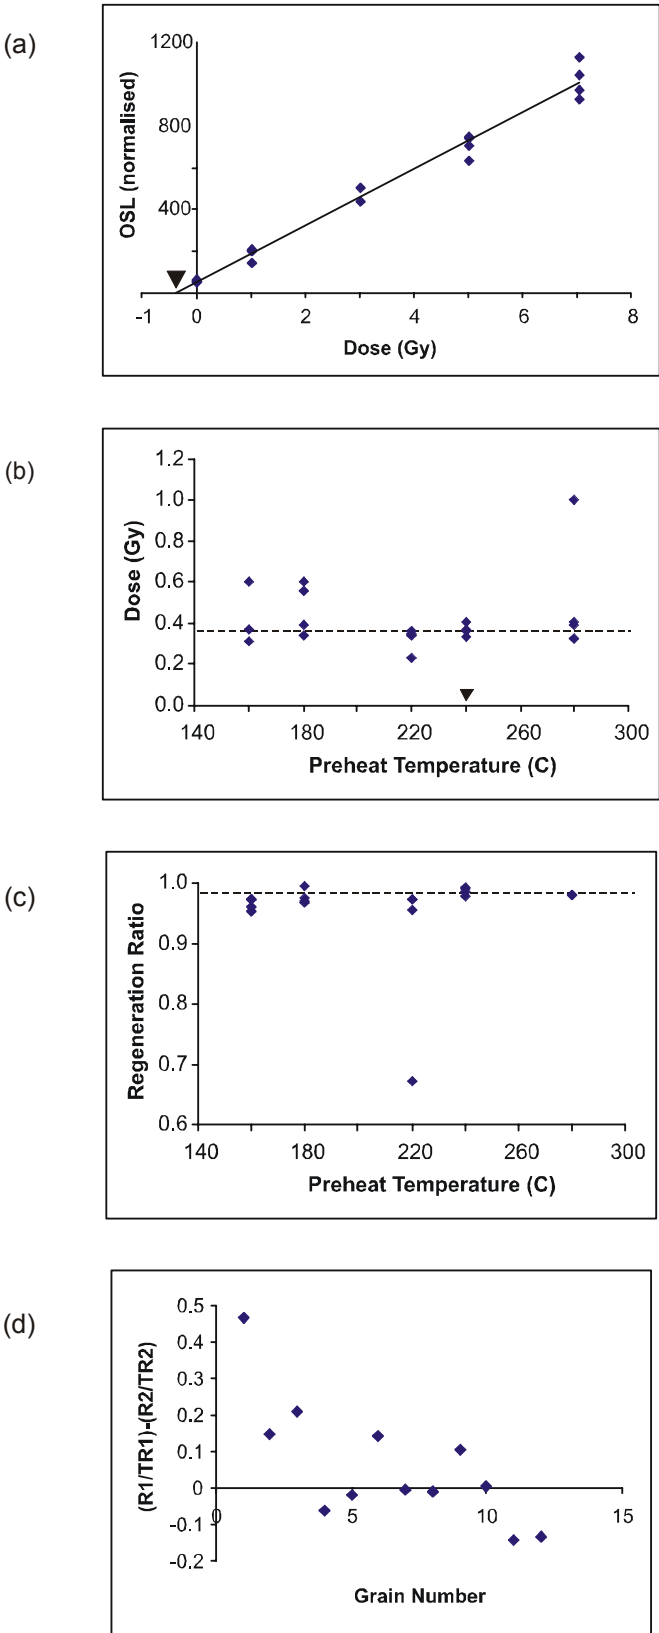 (a)
OSL (normalised)
1200
800
400
-1 0 2 4 6 8
Dose (Gy)
(b)
Dose (Gy)
1.2
1.0
0.8
0.6
0.4
0.2
0.0
140 180 220 260 300
Preheat Temperature (C)
(c)
Regeneration Ratio
1.0
0.9
0.8
0.7
0.6
140 180 220 260 300
Preheat Temperature (C)
(d)
(R1/TR1)-(R2/TR2)
0.5
0.4
0.3
0.2
0.1
0
-0.1
-0.2
0 5 10 15
Grain Number